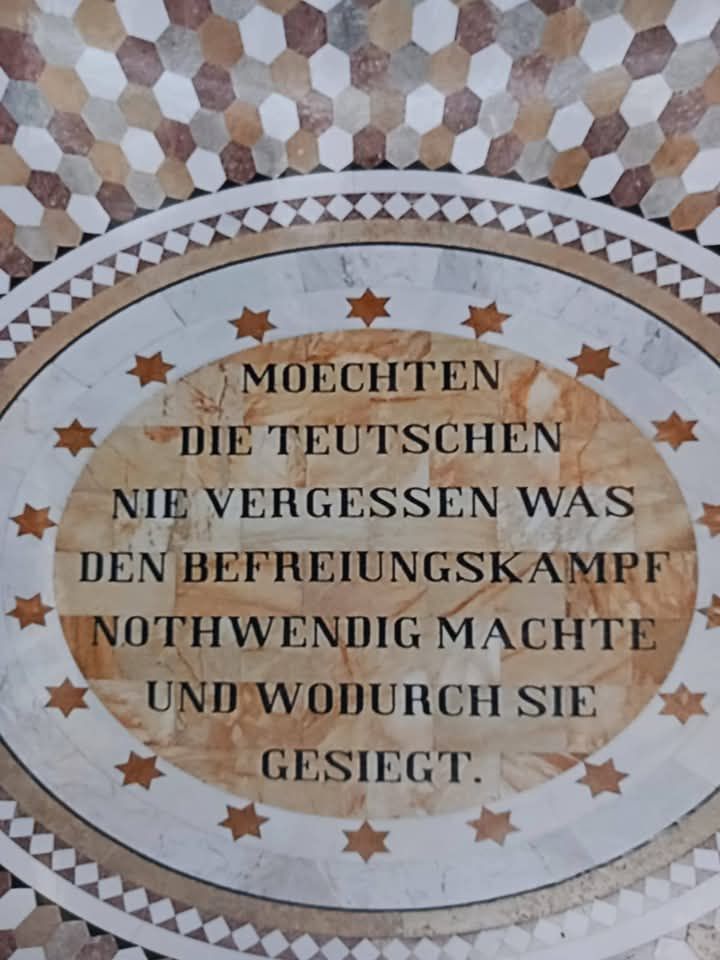 MOECHTEN
DIE TEUTSCHEN
NIE VERGESSEN WAS
DEN BEFREIUNGSKAMPF
NOTHWENDIG MACHTE
UND WODURCH SIE
GESIEGT.